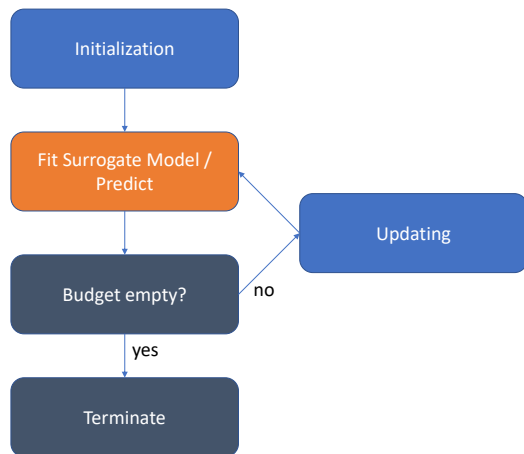 Initialization
Fit Surrogate Model /
Predict
Updating
Budget empty?
no
yes
Terminate